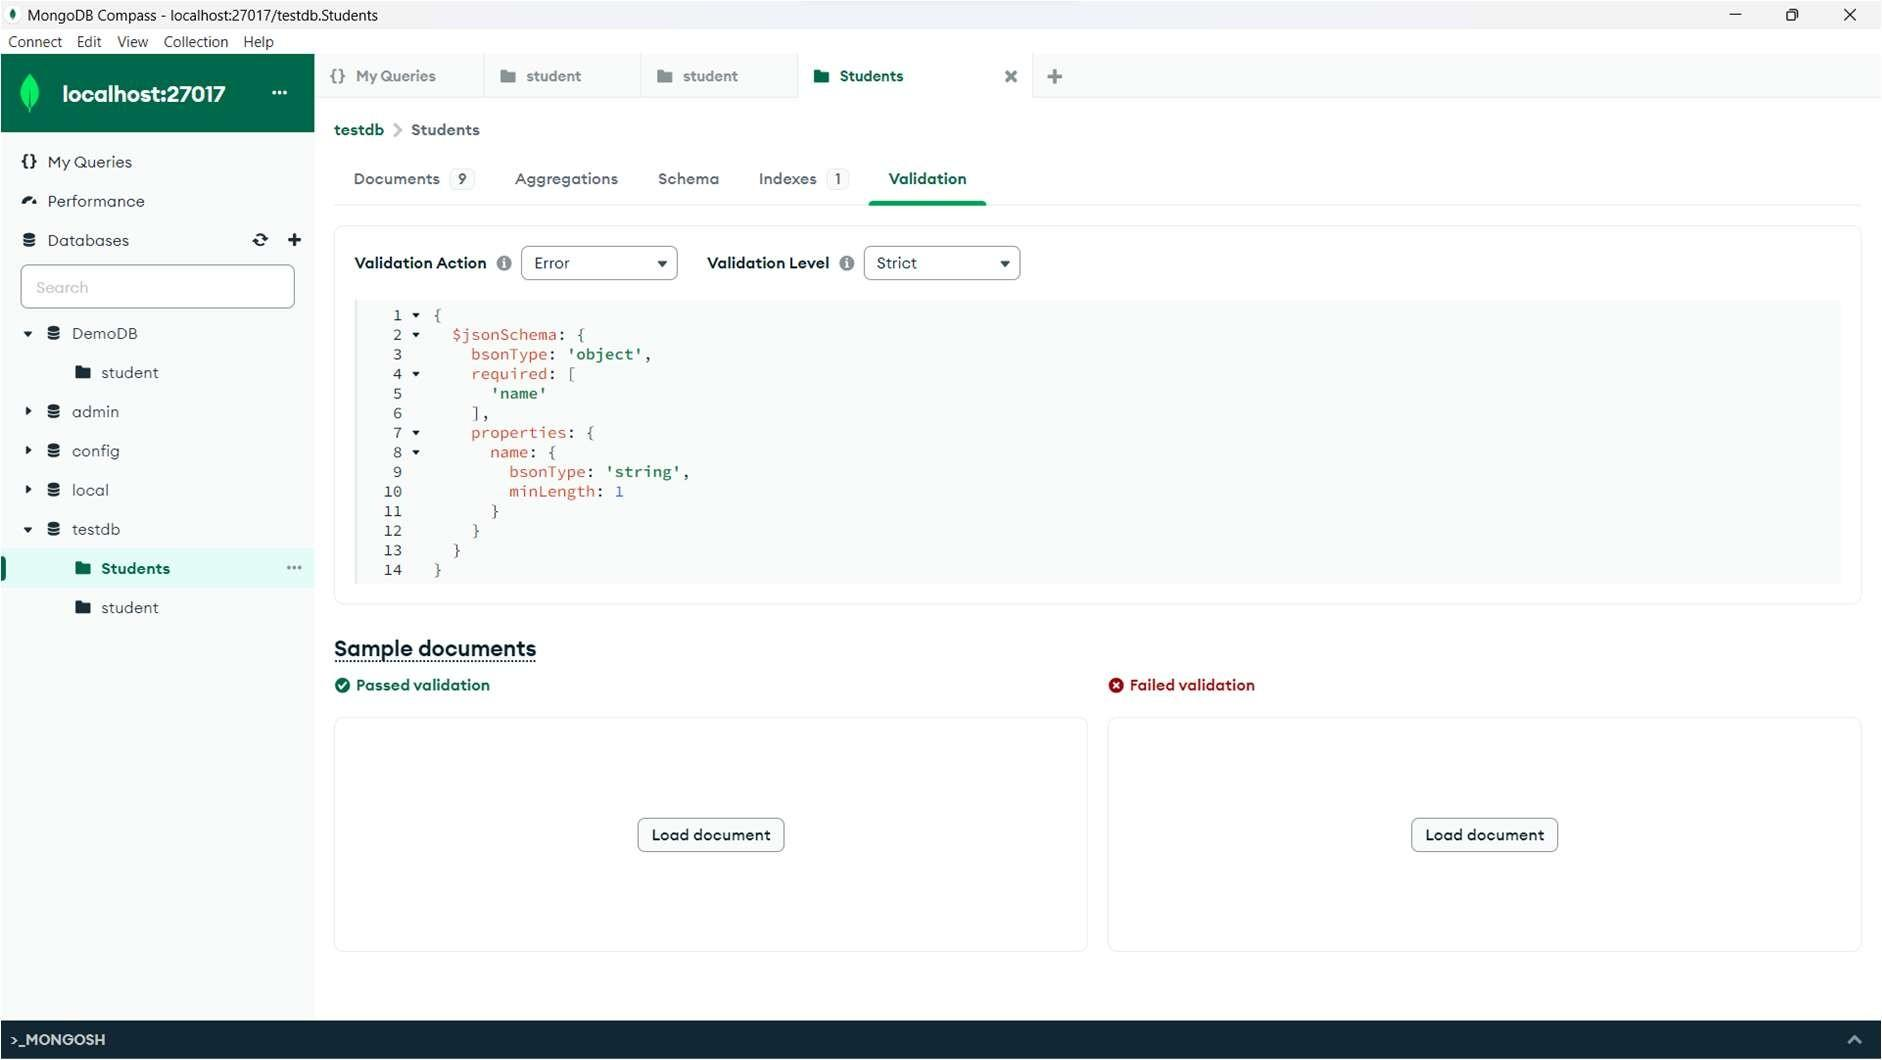 MongoDB Compass - localhost:27017/testdb.Students
Connect Edit View Collection Help
localhost:27017 ...
{} My Queries
student
student
Students
My Queries
Performance
Databases
Search
DemoDB
student
admin
config
local
testdb
Students ...
student
testdb > Students
Documents 9 Aggregations Schema Indexes 1 Validation
Validation Action Error Validation Level Strict
1 {
2 $jsonSchema: {
3 bsonType: 'object',
4 required: [
5 'name'
6 ],
7 properties: {
8 name: {
9 bsonType: 'string',
10 minLength: 1
11 }
12 }
13 }
14 }
Sample documents
Passed validation
Load document
Failed validation
Load document
>_MONGOSH